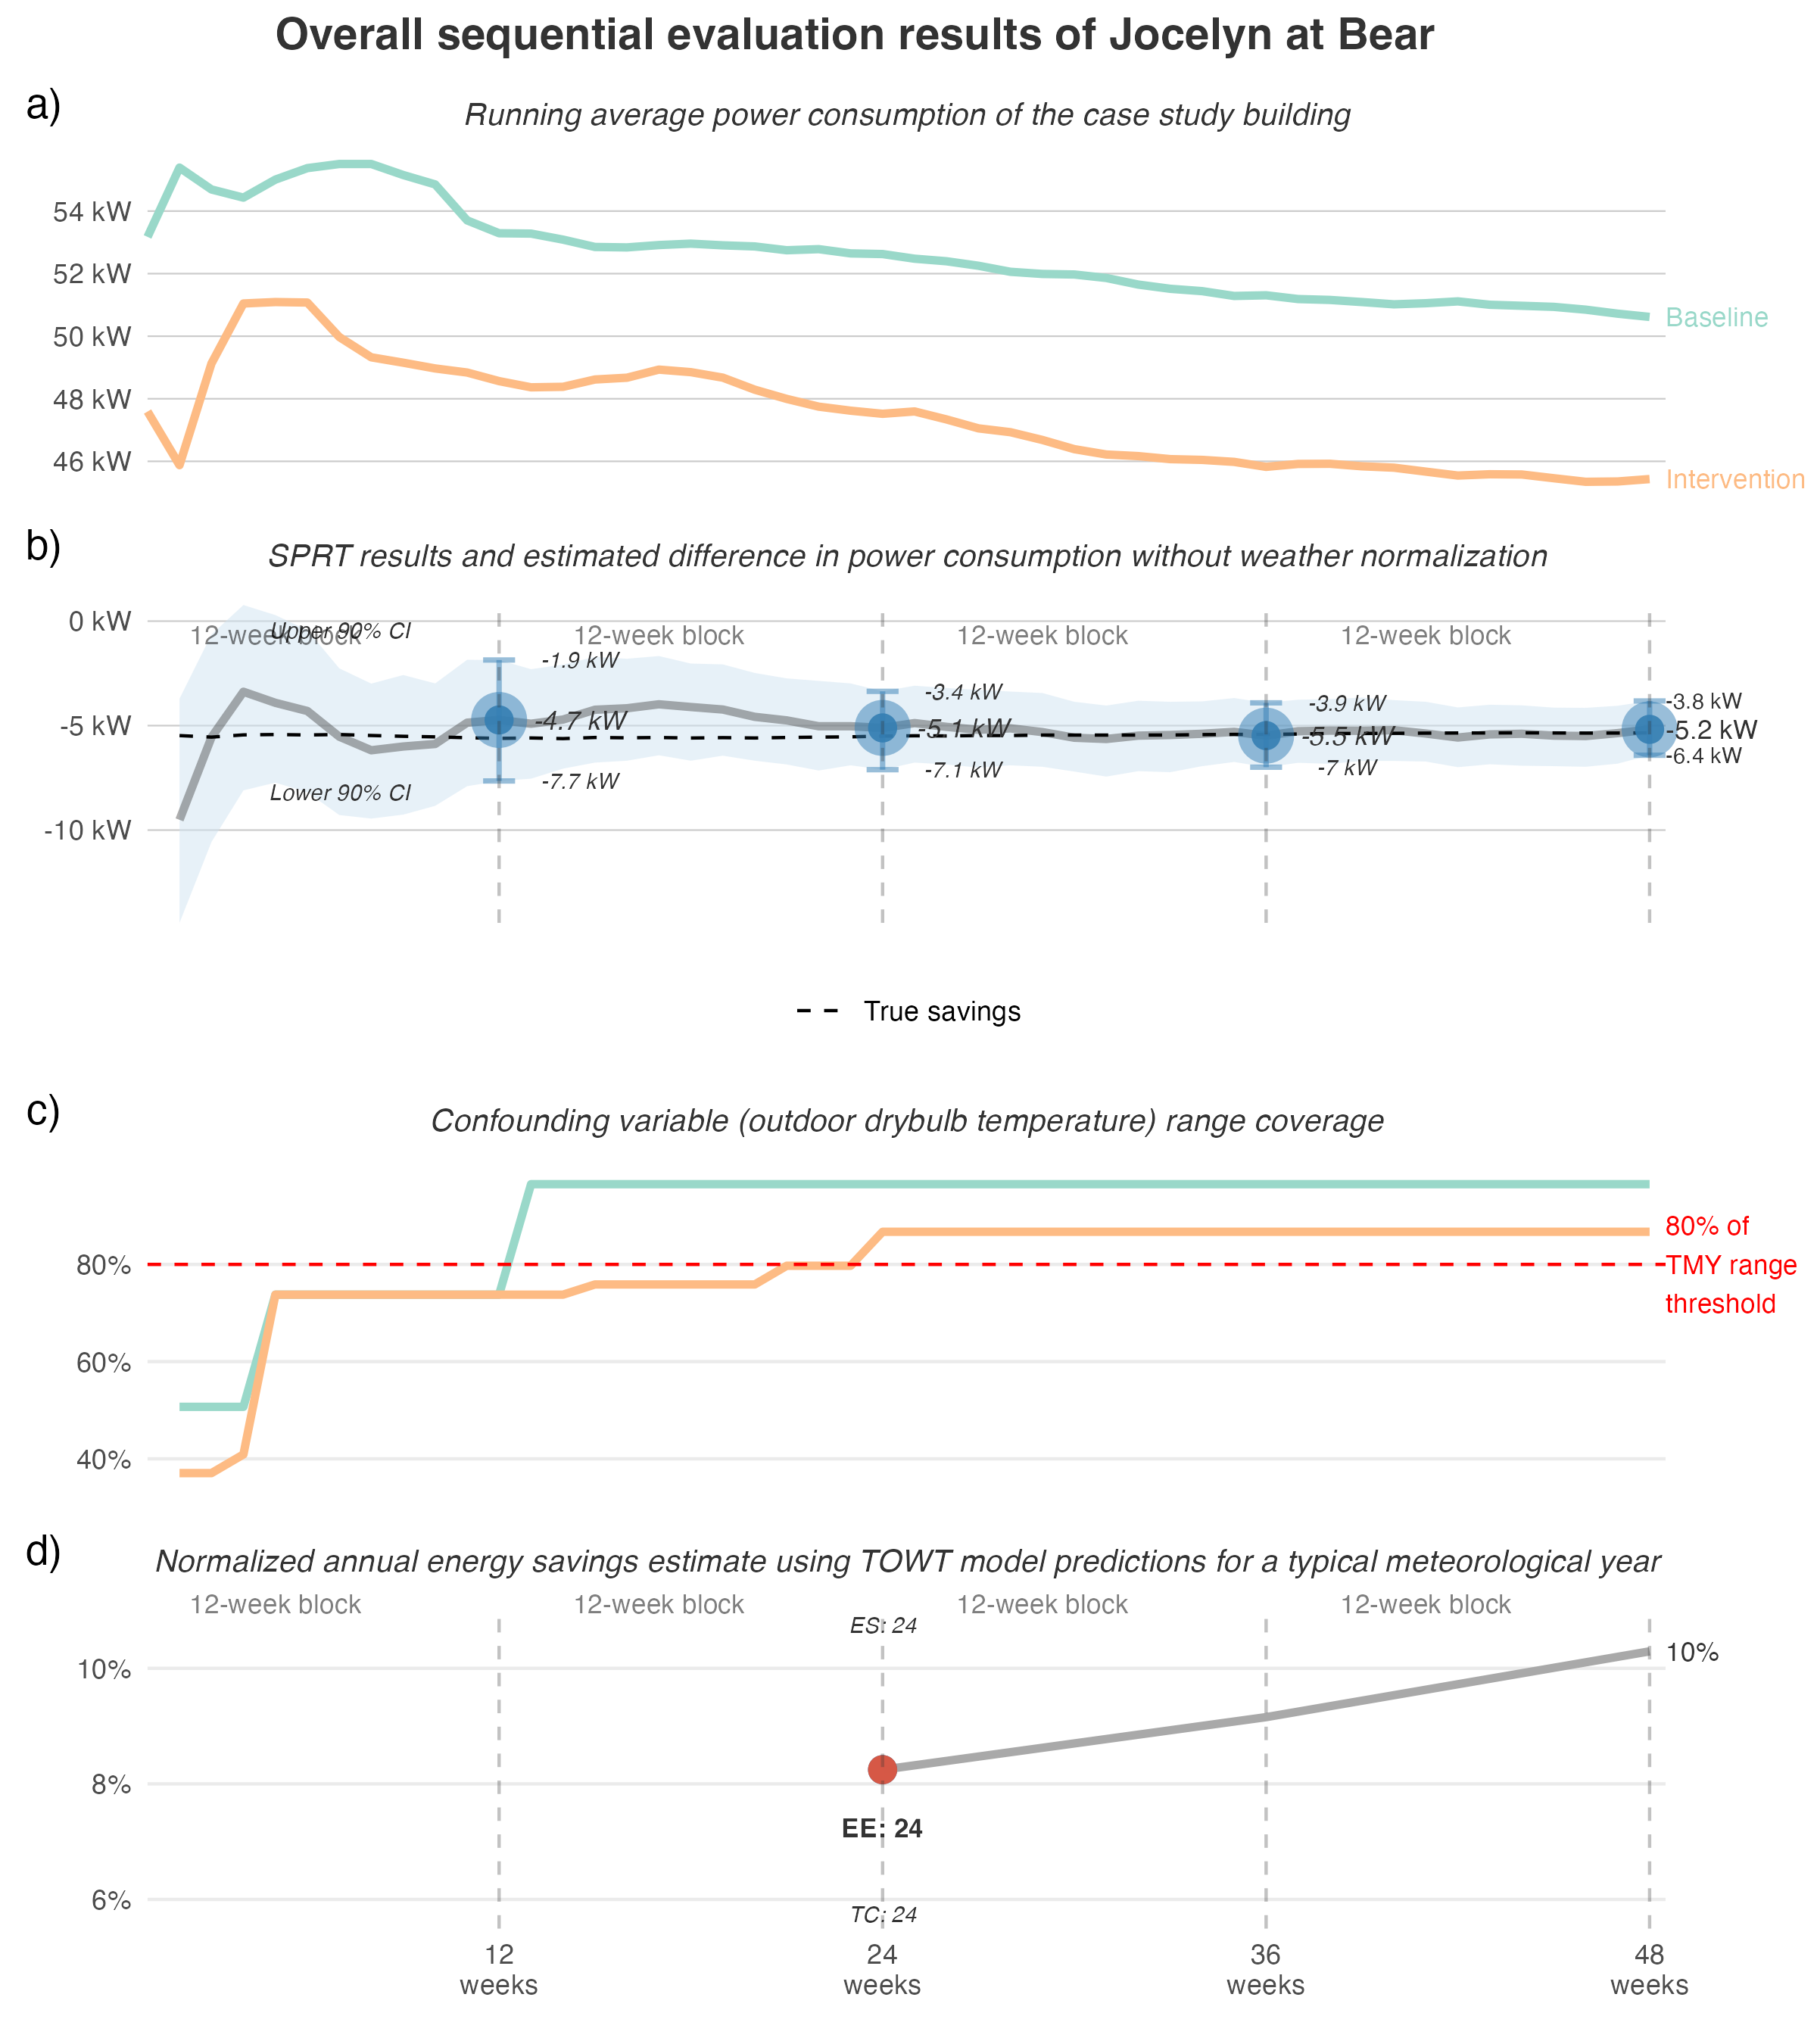 Overall sequential evaluation results of Jocelyn at Bear
a)
Running average power consumption of the case study building
54 kW
52 kW
50 kW
48 kW
46 kW
Baseline
Intervention
b)
SPRT results and estimated difference in power consumption without weather normalization
0 kW
-5 kW
-10 kW
12-week block
12-week block
12-week block
12-week block
Upper 90% CI
Lower 90% CI
-1.9 kW
-4.7 kW
-7.7 kW
-3.4 kW
-5.1 kW
-7.1 kW
-3.9 kW
-5.5 kW
-7 kW
-3.8 kW
-5.2 kW
-6.4 kW
True savings
c)
Confounding variable (outdoor drybulb temperature) range coverage
80%
60%
40%
80% of
TMY range
threshold
d)
Normalized annual energy savings estimate using TOWT model predictions for a typical meteorological year
12-week block
12-week block
12-week block
12-week block
ES: 24
10%
8%
6%
10%
EE: 24
TC: 24
12
weeks
24
weeks
36
weeks
48
weeks